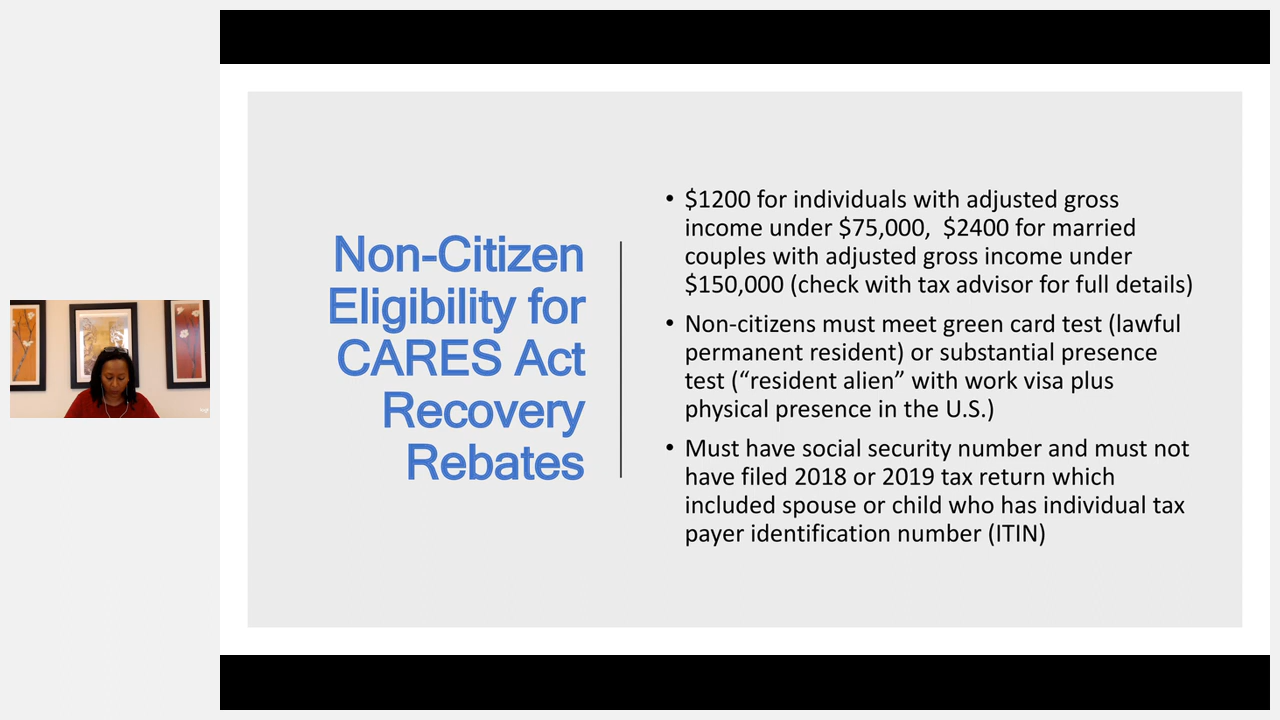 Non-Citizen
Eligibility for
CARES Act
Recovery
Rebates
• $1200 for individuals with adjusted gross
income under $75,000,  $2400 for married
couples with adjusted gross income under
$150,000 (check with tax advisor for full details)
• Non-citizens must meet green card test (lawful
permanent resident) or substantial presence
test (“resident alien” with work visa plus
physical presence in the U.S.)
• Must have social security number and must not
have filed 2018 or 2019 tax return which
included spouse or child who has individual tax
payer identification number (ITIN)